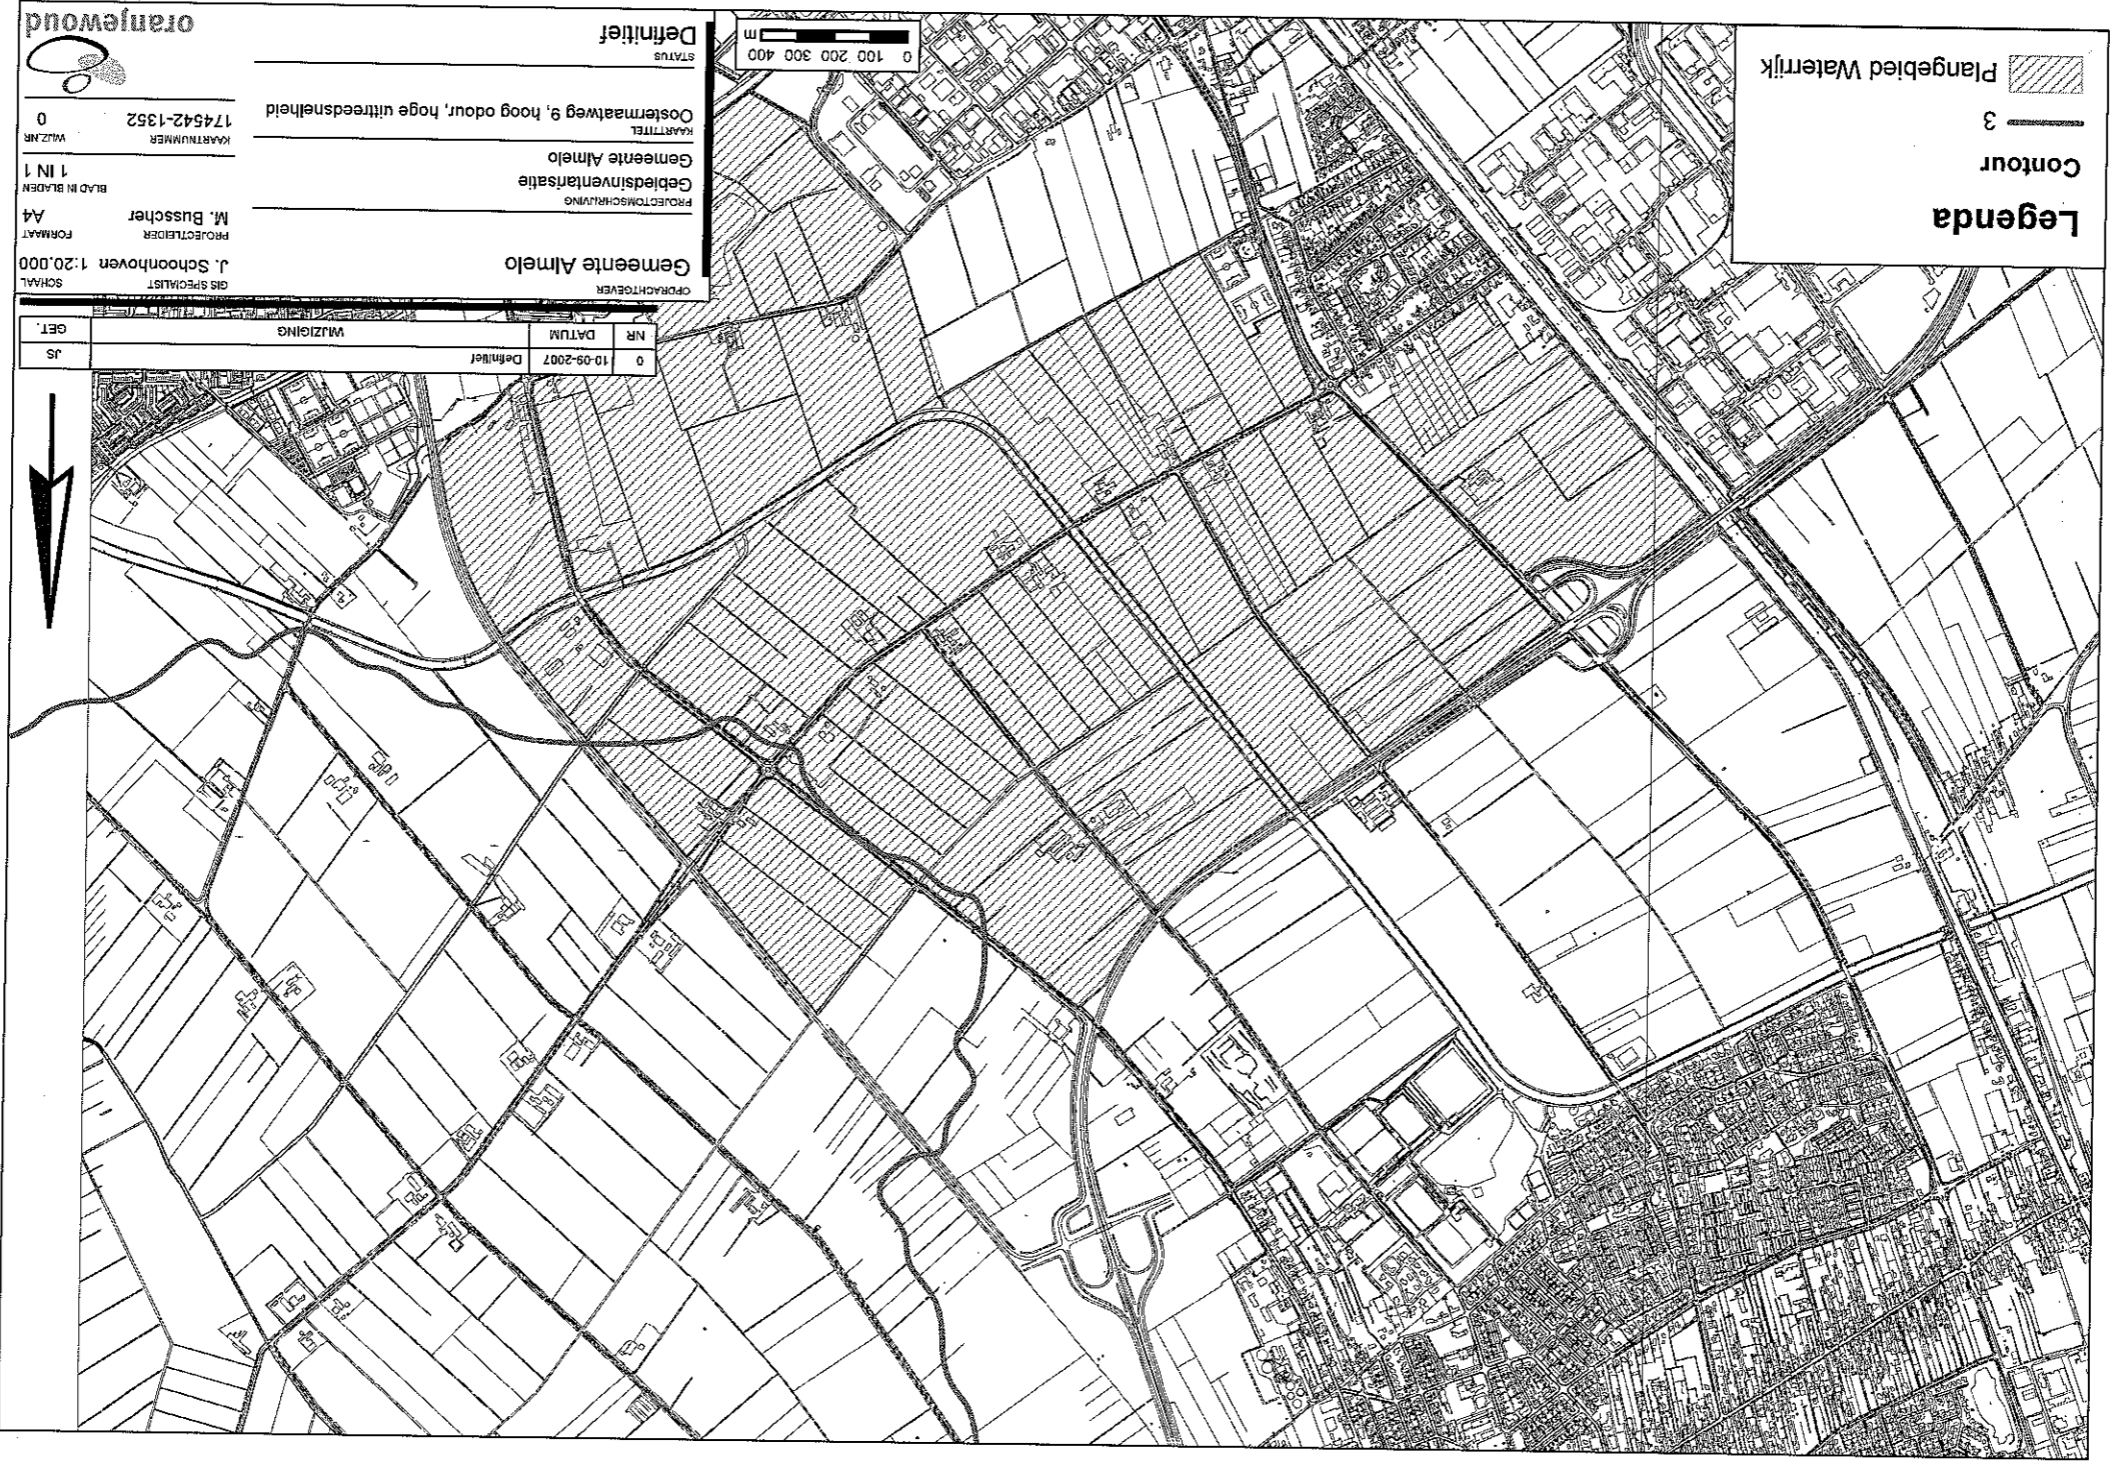 Legenda
Contour
3
Plangebied Waterrijk
0 100 200 300 400
m
NR DATUM WIJZIGING GET.
0 10-09-2007 Definitief JS
OPDRACHTGEVER
Gemeente Almelo
GIS SPECIALIST SCHAAL
J. Schoonhoven 1:20.000
PROJECTLEIDER FORMAAT
M. Busscher A4
PROJECTOMSCHRIJVING
Gebiedsinventarisatie
Gemeente Almelo
BLAD IN BLADEN
1 IN 1
KAARTTITEL
Oostermaatweg 9, hoog odour, hoge uittreedsnelheid
KAARTNUMMER WIJZ.NR
174542-1352 0
STATUS
Definitief
oranjewoud